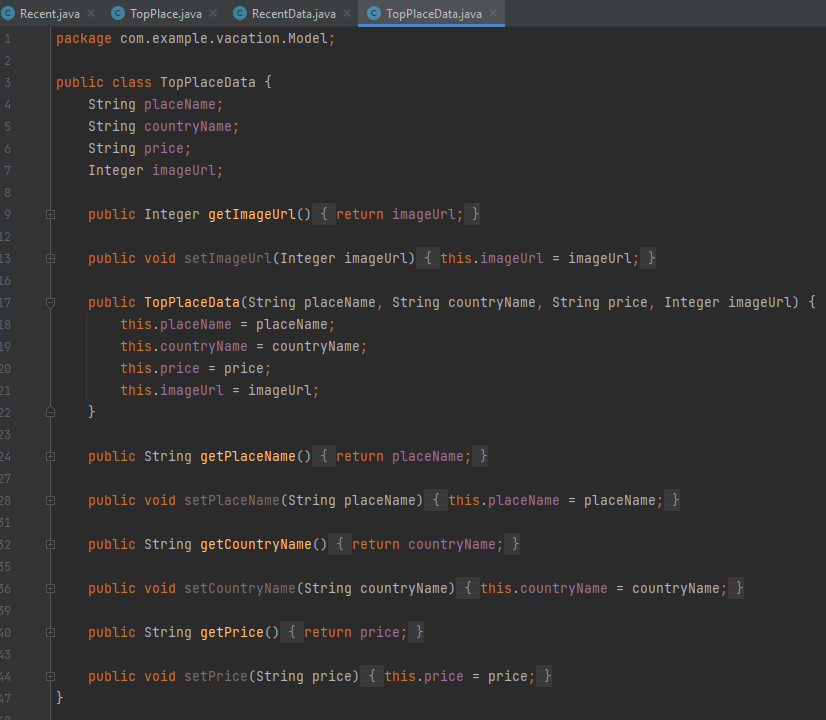 Recent.java TopPlace.java RecentData.java TopPlaceData.java
1 package com.example.vacation.Model;
2
3 public class TopPlaceData {
4 String placeName;
5 String countryName;
6 String price;
7 Integer imageUrl;
8
9 public Integer getImageUrl() { return imageUrl; }
12
13 public void setImageUrl(Integer imageUrl) { this.imageUrl = imageUrl; }
16
17 public TopPlaceData(String placeName, String countryName, String price, Integer imageUrl) {
18 this.placeName = placeName;
19 this.countryName = countryName;
20 this.price = price;
21 this.imageUrl = imageUrl;
22 }
23
24 public String getPlaceName() { return placeName; }
27
28 public void setPlaceName(String placeName) { this.placeName = placeName; }
31
32 public String getCountryName() { return countryName; }
35
36 public void setCountryName(String countryName) { this.countryName = countryName; }
39
40 public String getPrice() { return price; }
43
44 public void setPrice(String price) { this.price = price; }
47 }